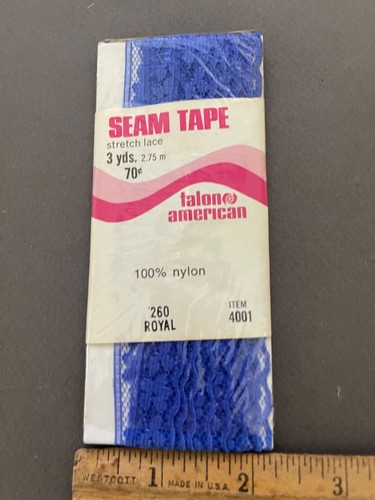 SEAM TAPE
stretch lace
3 yds. 2.75 m
70¢
talon
american
100% nylon
260
ROYAL
ITEM
4001
WESTCOTT 1 MADE IN U.S.A. 2 3